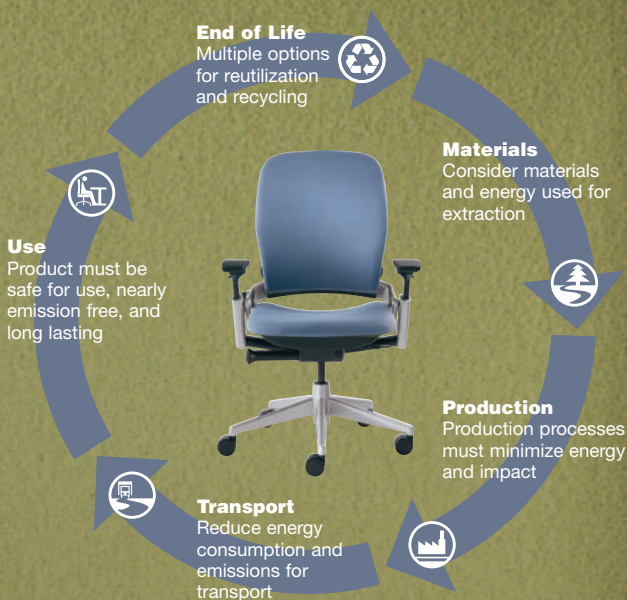 End of Life
Multiple options
for reutilization
and recycling
Materials
Consider materials
and energy used for
extraction
Production
Production processes
must minimize energy
and impact
Transport
Reduce energy
consumption and
emissions for
transport
Use
Product must be
safe for use, nearly
emission free, and
long lasting